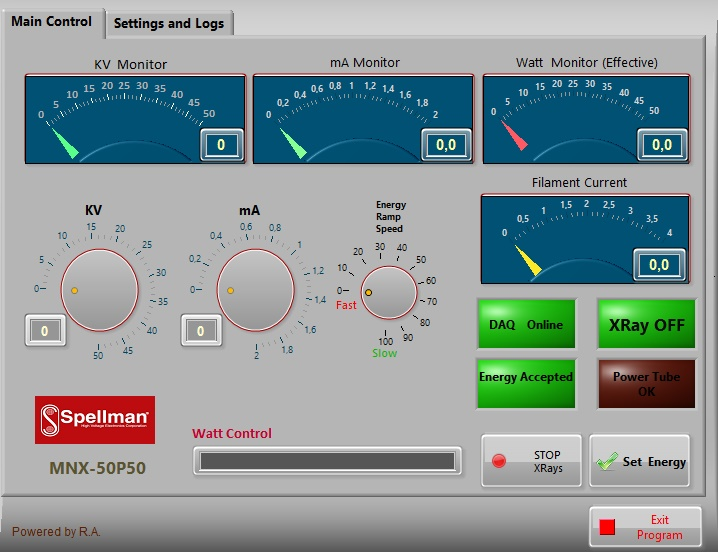 Main Control
Settings and Logs
KV Monitor
mA Monitor
Watt Monitor (Effective)
0 5 10 15 20 25 30 35 40 45 50
0
0 0,2 0,4 0,6 0,8 1 1,2 1,4 1,6 1,8 2
0,0
0 5 10 15 20 25 30 35 40 45 50
0,0
Filament Current
0 0,5 1 1,5 2 2,5 3 3,5 4
0,0
KV
0 5 10 15 20 25 30 35 40 45 50
0
mA
0 0,2 0,4 0,6 0,8 1 1,2 1,4 1,6 1,8 2
0
Energy
Ramp
Speed
0 10 20 30 40 50 60 70 80 90 100
Fast
Slow
DAQ Online
XRay OFF
Energy Accepted
Power Tube
OK
Spellman®
High Voltage Electronics Corporation
MNX-50P50
Watt Control
STOP
XRays
Set Energy
Powered by R.A.
Exit
Program